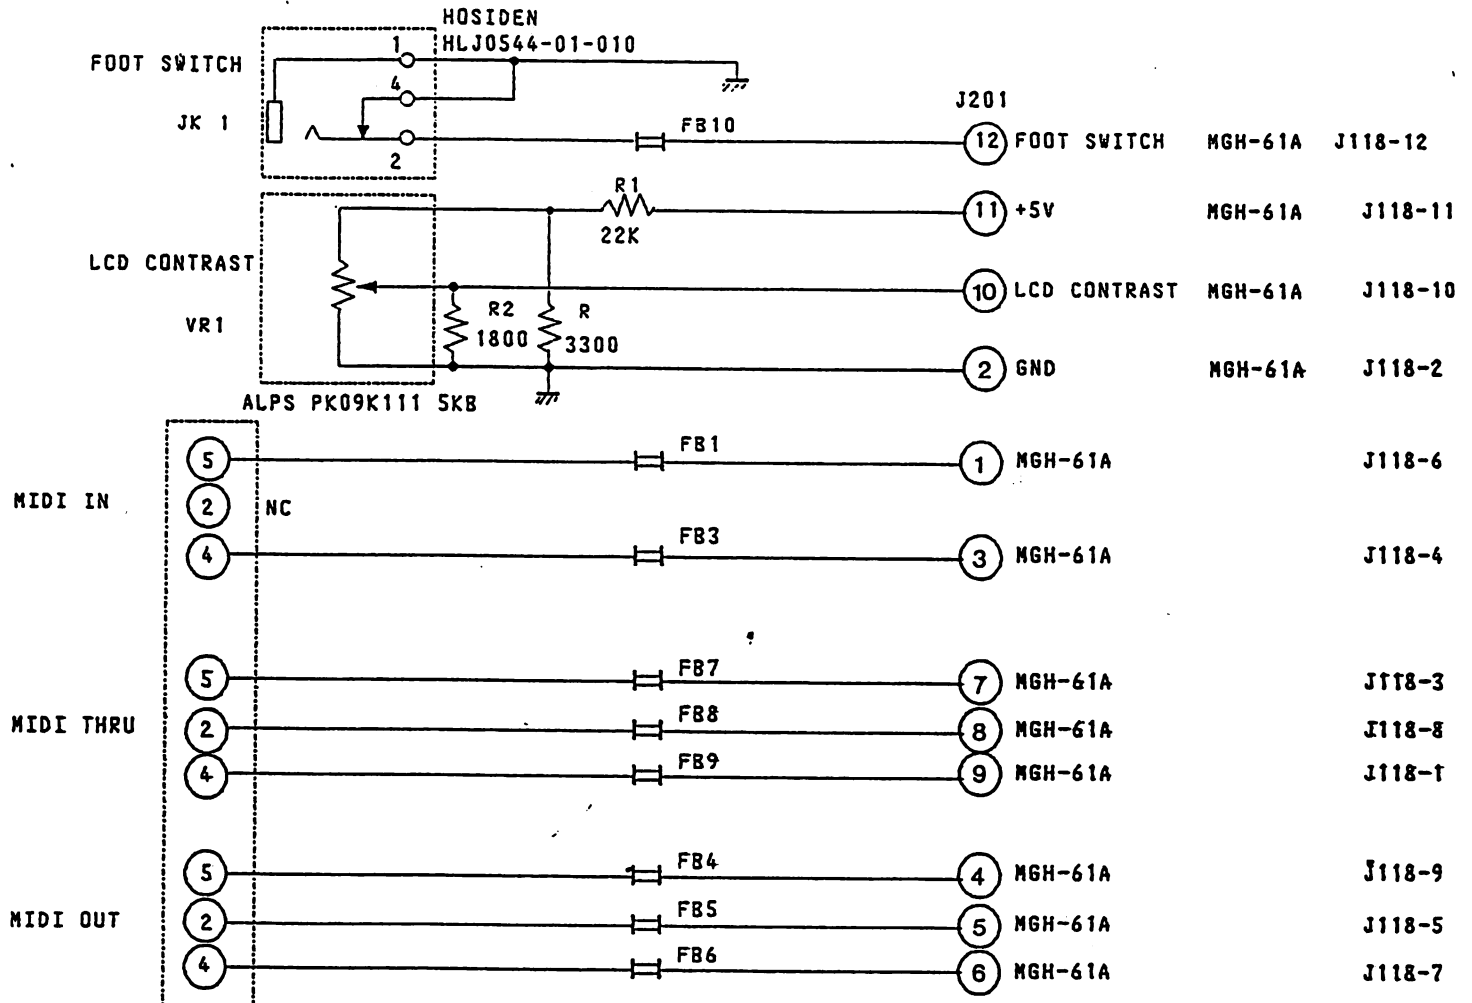 HOSIDEN
HLJ0544-01-010
FOOT SWITCH
1
4
JK 1
2
J201
FB10
12 FOOT SWITCH MGH-61A J118-12
R1
22K
11 +5V MGH-61A J118-11
LCD CONTRAST
10 LCD CONTRAST MGH-61A J118-10
VR1
R2
1800
R
3300
2 GND MGH-61A J118-2
ALPS PK09K111 5KB
MIDI IN
5 FB1 1 MGH-61A J118-6
2 NC
4 FB3 3 MGH-61A J118-4
MIDI THRU
5 FB7 7 MGH-61A J118-3
2 FB8 8 MGH-61A J118-8
4 FB9 9 MGH-61A J118-1
MIDI OUT
5 FB4 4 MGH-61A J118-9
2 FB5 5 MGH-61A J118-5
4 FB6 6 MGH-61A J118-7